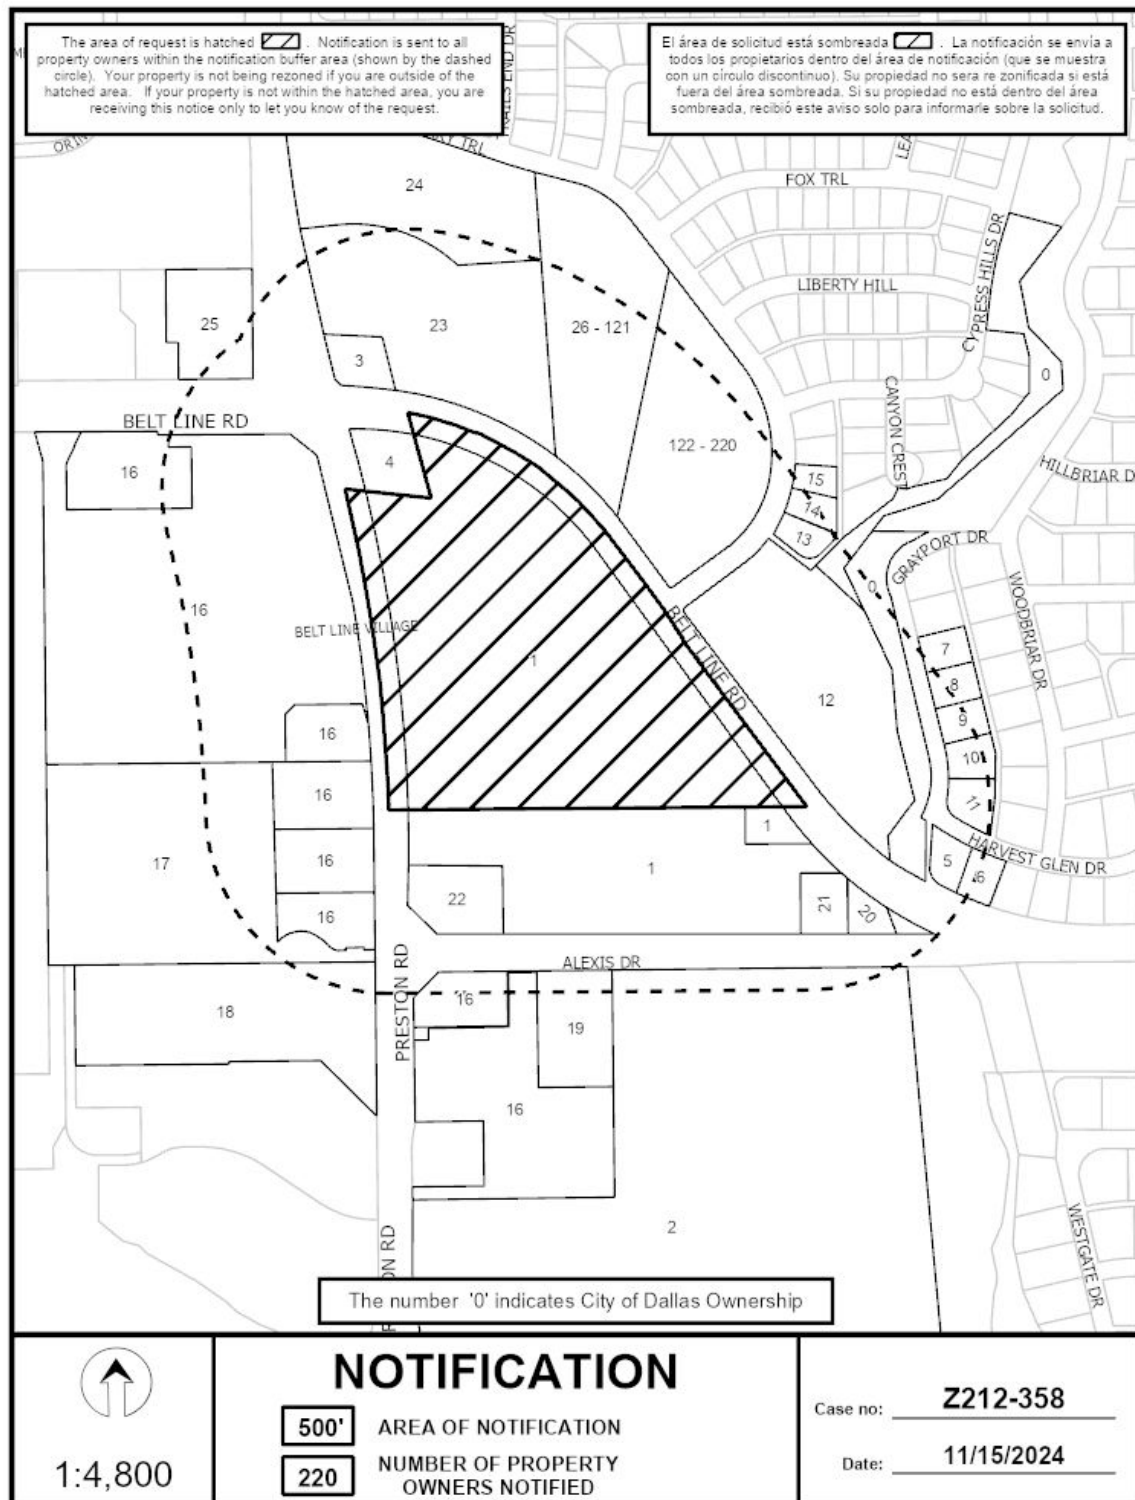 The area of request is hatched . Notification is sent to all
property owners within the notification buffer area (shown by the dashed
circle). Your property is not being rezoned if you are outside of the
hatched area. If your property is not within the hatched area, you are
receiving this notice only to let you know of the request.
El área de solicitud está sombreada . La notificación se envía a
todos los propietarios dentro del área de notificación (que se muestra
con un círculo discontinuo). Su propiedad no sera re zonificada si está
fuera del área sombreada. Si su propiedad no está dentro del área
sombreada, recibió este aviso solo para informarle sobre la solicitud.
TRL
FOX TRL
24
CYPRESS HILLS DR
LIBERTY HILL
25
23
26 - 121
3
0
CANYON CREST
BELT LINE RD
4
122 - 220
16
15
HILLBRIAR D
14
13
GRAYPORT DR
0
WOODBRIAR DR
16
BELT LINE VILLAGE
BELT LINE RD
1
7
8
12
9
16
10
16
11
1
HARVEST GLEN DR
17
16
1
5
6
22
21
20
16
ALEXIS DR
PRESTON RD
16
18
19
16
WESTGATE DR
2
ON RD
The number '0' indicates City of Dallas Ownership
1:4,800
NOTIFICATION
500' AREA OF NOTIFICATION
220 NUMBER OF PROPERTY
OWNERS NOTIFIED
Case no: Z212-358
Date: 11/15/2024